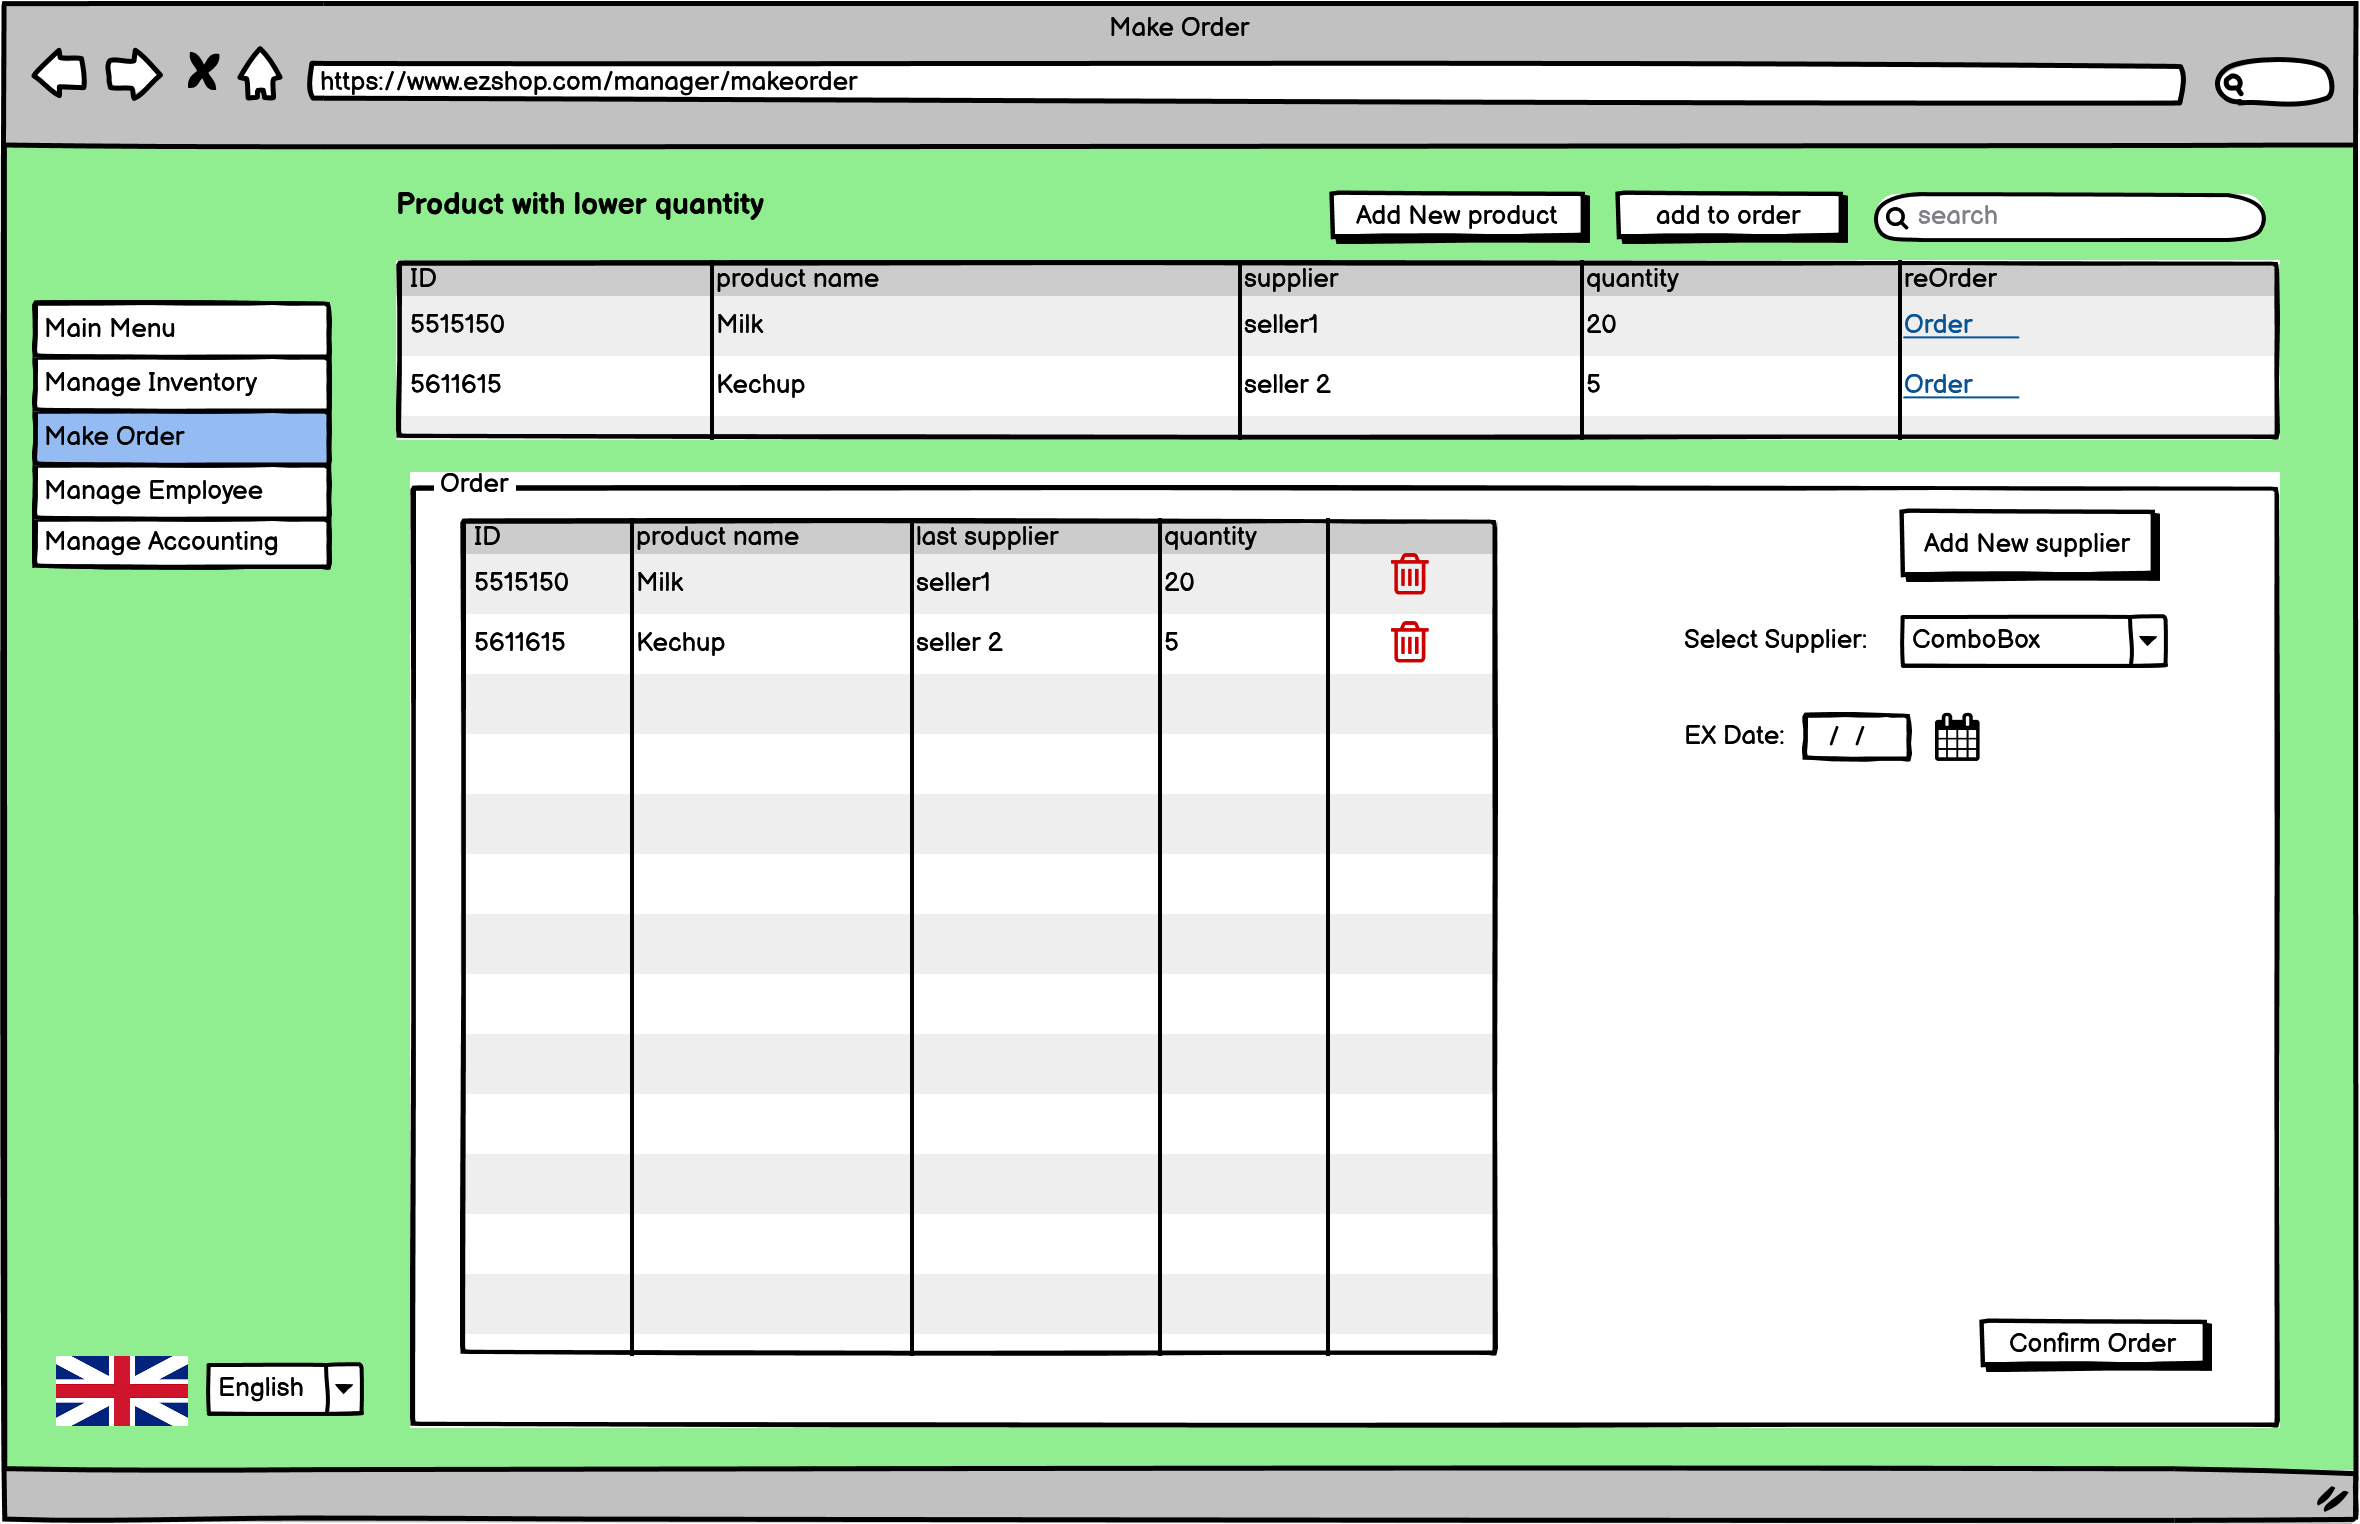 Make Order
https://www.ezshop.com/manager/makeorder
Product with lower quantity
Add New product
add to order
search
ID product name supplier quantity reOrder
5515150 Milk seller1 20 Order
5611615 Kechup seller 2 5 Order
Main Menu
Manage Inventory
Make Order
Manage Employee
Manage Accounting
Order
ID product name last supplier quantity
5515150 Milk seller1 20
5611615 Kechup seller 2 5
Add New supplier
Select Supplier: ComboBox
EX Date: / /
Confirm Order
English